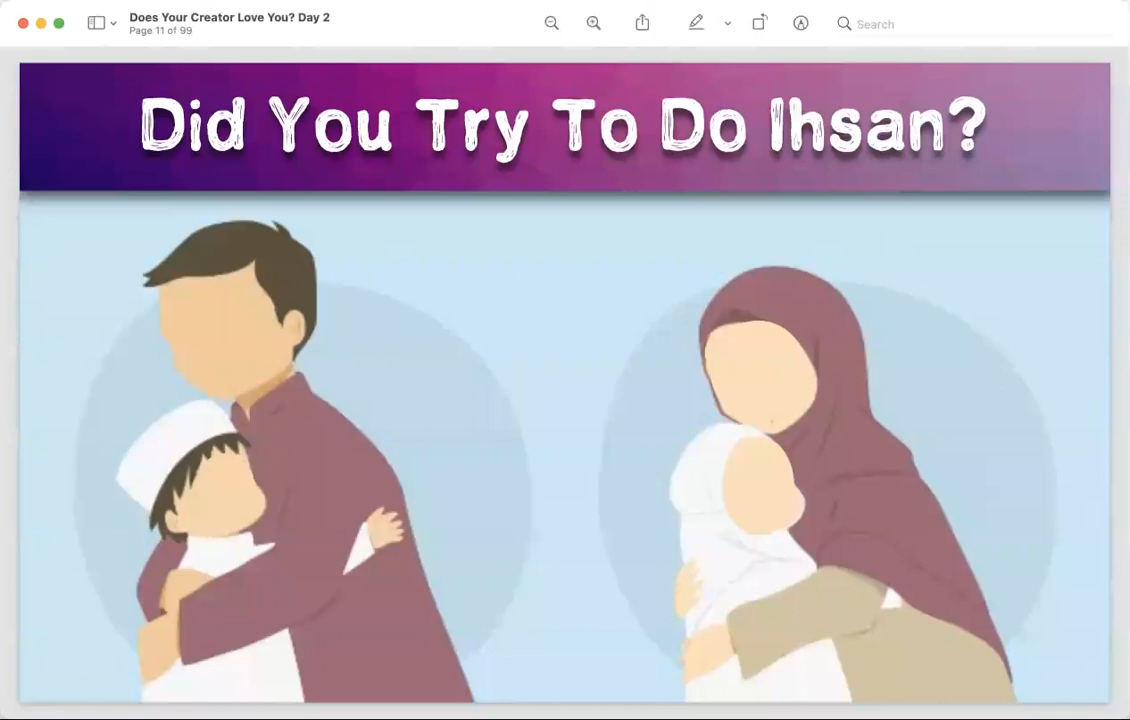 Does Your Creator Love You? Day 2
Page 11 of 99
Search
Did You Try To Do Ihsan?